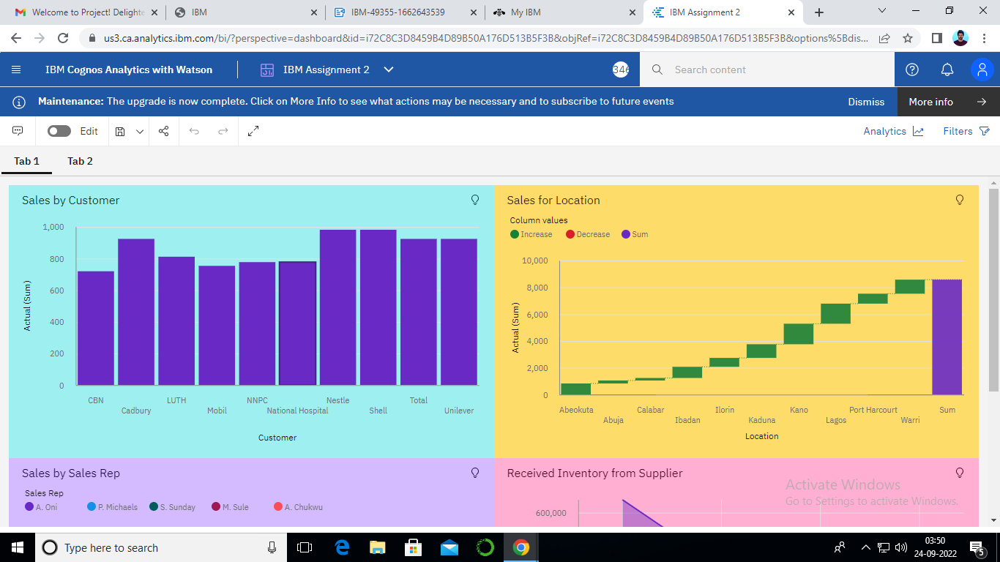 Welcome to Project! Delighte
IBM
IBM-49355-1662643539
My IBM
IBM Assignment 2
us3.ca.analytics.ibm.com/bi/?perspective=dashboard&id=i72C8C3D8459B4D89B50A176D513B5F3B&objRef=i72C8C3D8459B4D89B50A176D513B5F3B&options%5Bdis...
IBM Cognos Analytics with Watson
IBM Assignment 2
346
Search content
Maintenance: The upgrade is now complete. Click on More Info to see what actions may be necessary and to subscribe to future events
Dismiss
More info
Edit
Analytics
Filters
Tab 1
Tab 2
Sales by Customer
1,000
800
600
400
200
0
Actual (Sum)
CBN
Cadbury
LUTH
Mobil
NNPC
National Hospital
Nestle
Shell
Total
Unilever
Customer
Sales for Location
Column values
Increase
Decrease
Sum
10,000
8,000
6,000
4,000
2,000
0
Actual (Sum)
Abeokuta
Abuja
Calabar
Ibadan
Ilorin
Kaduna
Kano
Lagos
Port Harcourt
Warri
Sum
Location
Sales by Sales Rep
Sales Rep
A. Oni
P. Michaels
S. Sunday
M. Sule
A. Chukwu
Received Inventory from Supplier
600,000
Activate Windows
Go to Settings to activate Windows.
Type here to search
03:50
24-09-2022
5